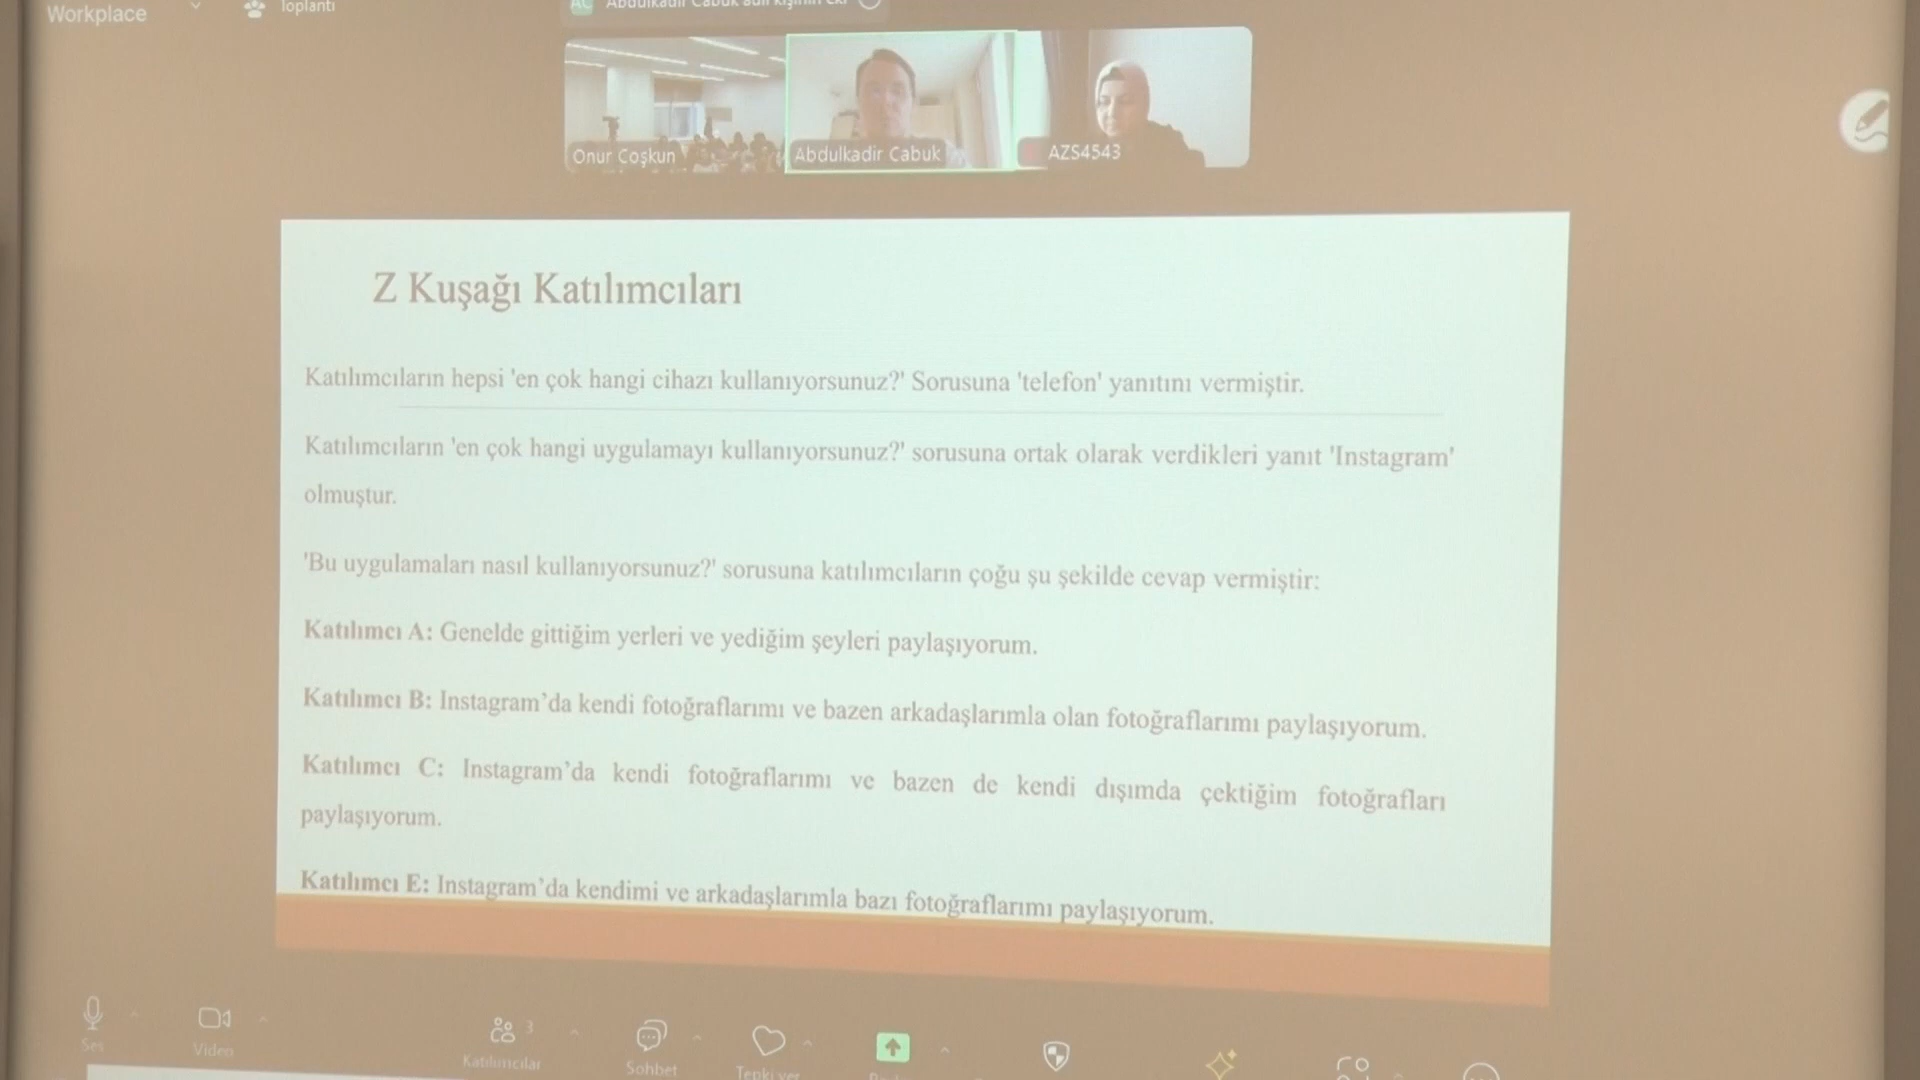 Workplace
Toplantı
AC Abdulkadir Cabuk adlı kişinin
Onur Coşkun
Abdulkadir Cabuk
AZS4543
Z Kuşağı Katılımcıları
Katılımcıların hepsi 'en çok hangi cihazı kullanıyorsunuz?' Sorusuna 'telefon' yanıtını vermiştir.
Katılımcıların 'en çok hangi uygulamayı kullanıyorsunuz?' sorusuna ortak olarak verdikleri yanıt 'Instagram'
olmuştur.
'Bu uygulamaları nasıl kullanıyorsunuz?' sorusuna katılımcıların çoğu şu şekilde cevap vermiştir:
Katılımcı A: Genelde gittiğim yerleri ve yediğim şeyleri paylaşıyorum.
Katılımcı B: Instagram’da kendi fotoğraflarımı ve bazen arkadaşlarımla olan fotoğraflarımı paylaşıyorum.
Katılımcı C: Instagram’da kendi fotoğraflarımı ve bazen de kendi dışımda çektiğim fotoğrafları
paylaşıyorum.
Katılımcı E: Instagram’da kendimi ve arkadaşlarımla bazı fotoğraflarımı paylaşıyorum.
3
Ses
Video
Katılımcılar
Sohbet
Tepki ver